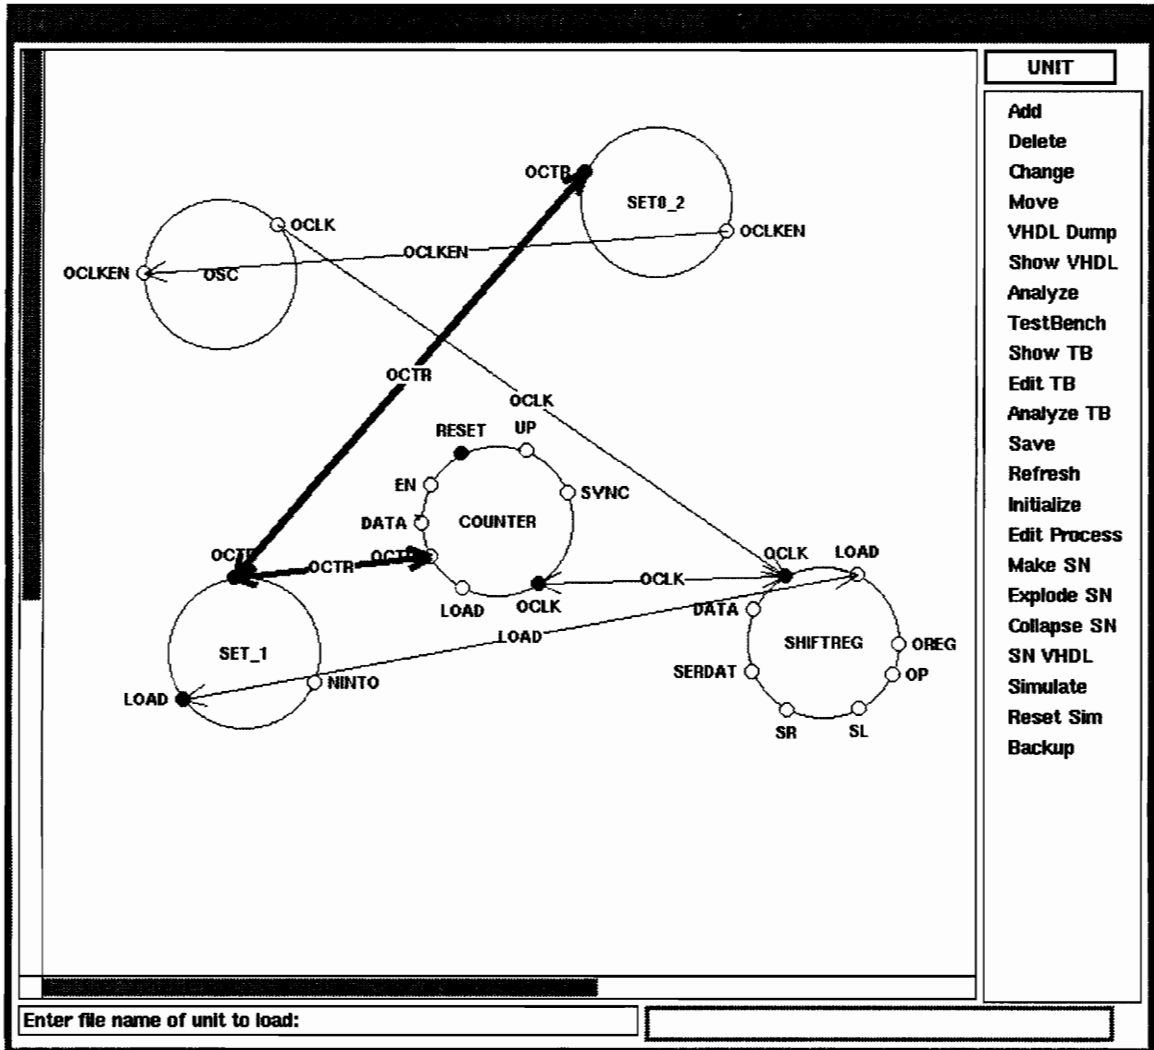 UNIT
Add
Delete
Change
Move
VHDL Dump
Show VHDL
Analyze
TestBench
Show TB
Edit TB
Analyze TB
Save
Refresh
Initialize
Edit Process
Make SN
Explode SN
Collapse SN
SN VHDL
Simulate
Reset Sim
Backup
OCTR
SET0_2
OCLKEN
OCLK
OCLKEN
OCLKEN
OSC
OCTR
OCLK
RESET
UP
EN
SYNC
DATA
COUNTER
OCTR
OCTR
OCTR
LOAD
OCLK
OCLK
OCLK
LOAD
DATA
LOAD
SHIFTREG
OREG
SERDAT
OP
SR
SL
SET_1
NINTO
LOAD
Enter file name of unit to load: